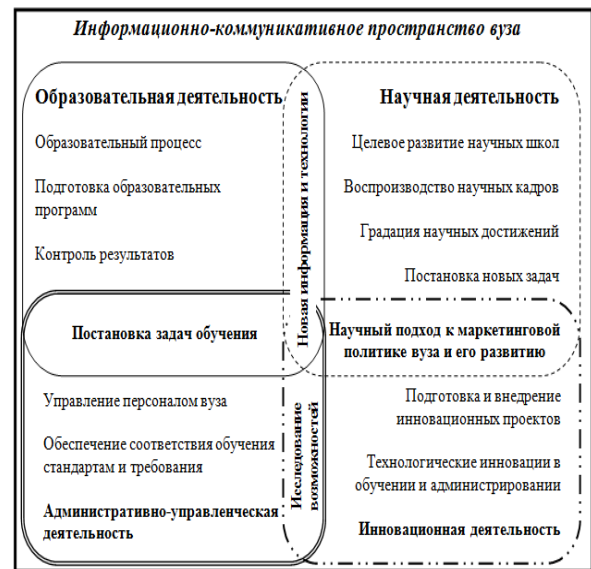 Информационно-коммуникативное пространство вуза
Образовательная деятельность
Образовательный процесс
Подготовка образовательных
программ
Контроль результатов
Постановка задач обучения
Управление персоналом вуза
Обеспечение соответствия обучения
стандартам и требования
Административно-управленческая
деятельность
Новая информация и технологии
Исследование
возможностей
Научная деятельность
Целевое развитие научных школ
Воспроизводство научных кадров
Градация научных достижений
Постановка новых задач
Научный подход к маркетинговой
политике вуза и его развитию
Подготовка и внедрение
инновационных проектов
Технологические инновации в
обучении и администрировании
Инновационная деятельность